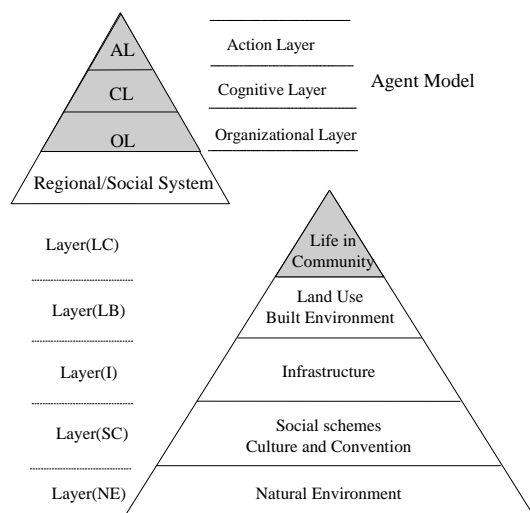 AL
Action Layer
CL
Cognitive Layer
Agent Model
OL
Organizational Layer
Regional/Social System
Layer(LC)
Life in
Community
Layer(LB)
Land Use
Built Environment
Layer(I)
Infrastructure
Layer(SC)
Social schemes
Culture and Convention
Layer(NE)
Natural Environment